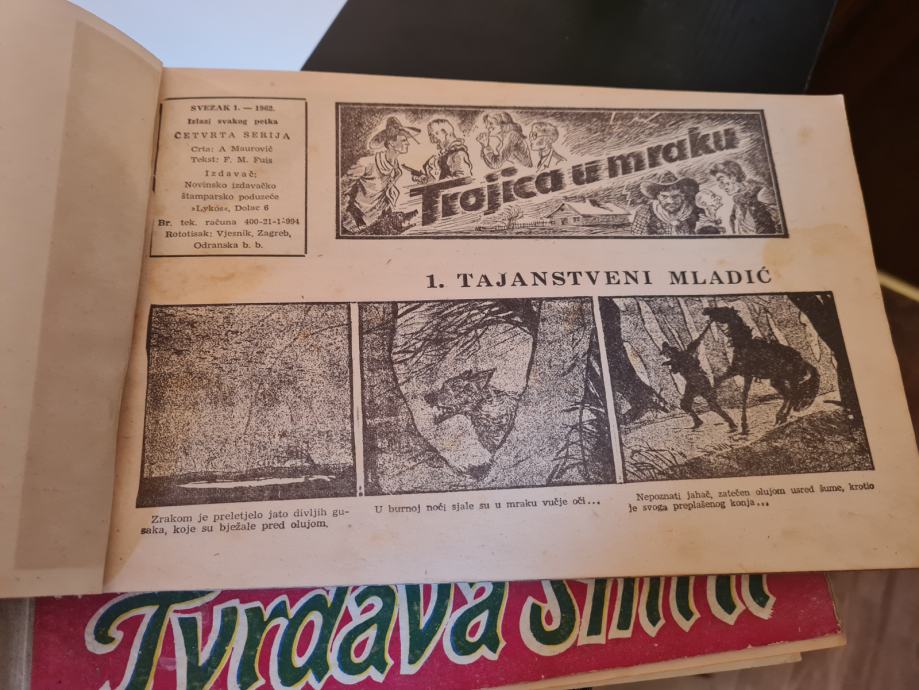 SVEZAK 1. — 1962.
Izlazi svakog petka
ČETVRTA SERIJA
Crta: A Maurović
Tekst: F. M. Fuis
Izdavač:
Novinsko izdavačko
štamparsko poduzeće
»Lykos«, Dolac 6
Br. tek. računa 400-21-1-994
Rototisak: Vjesnik, Zagreb,
Odranska b. b.
Trojica u mraku
1. TAJANSTVENI MLADIĆ
Zrakom je preletjelo jato divljih gu-
saka, koje su bježale pred olujom.
U burnoj noći sjale su u mraku vučje oči...
Nepoznati jahač, zatečen olujom usred šume, krotio
je svoga preplašenog konja...
Tvrđava